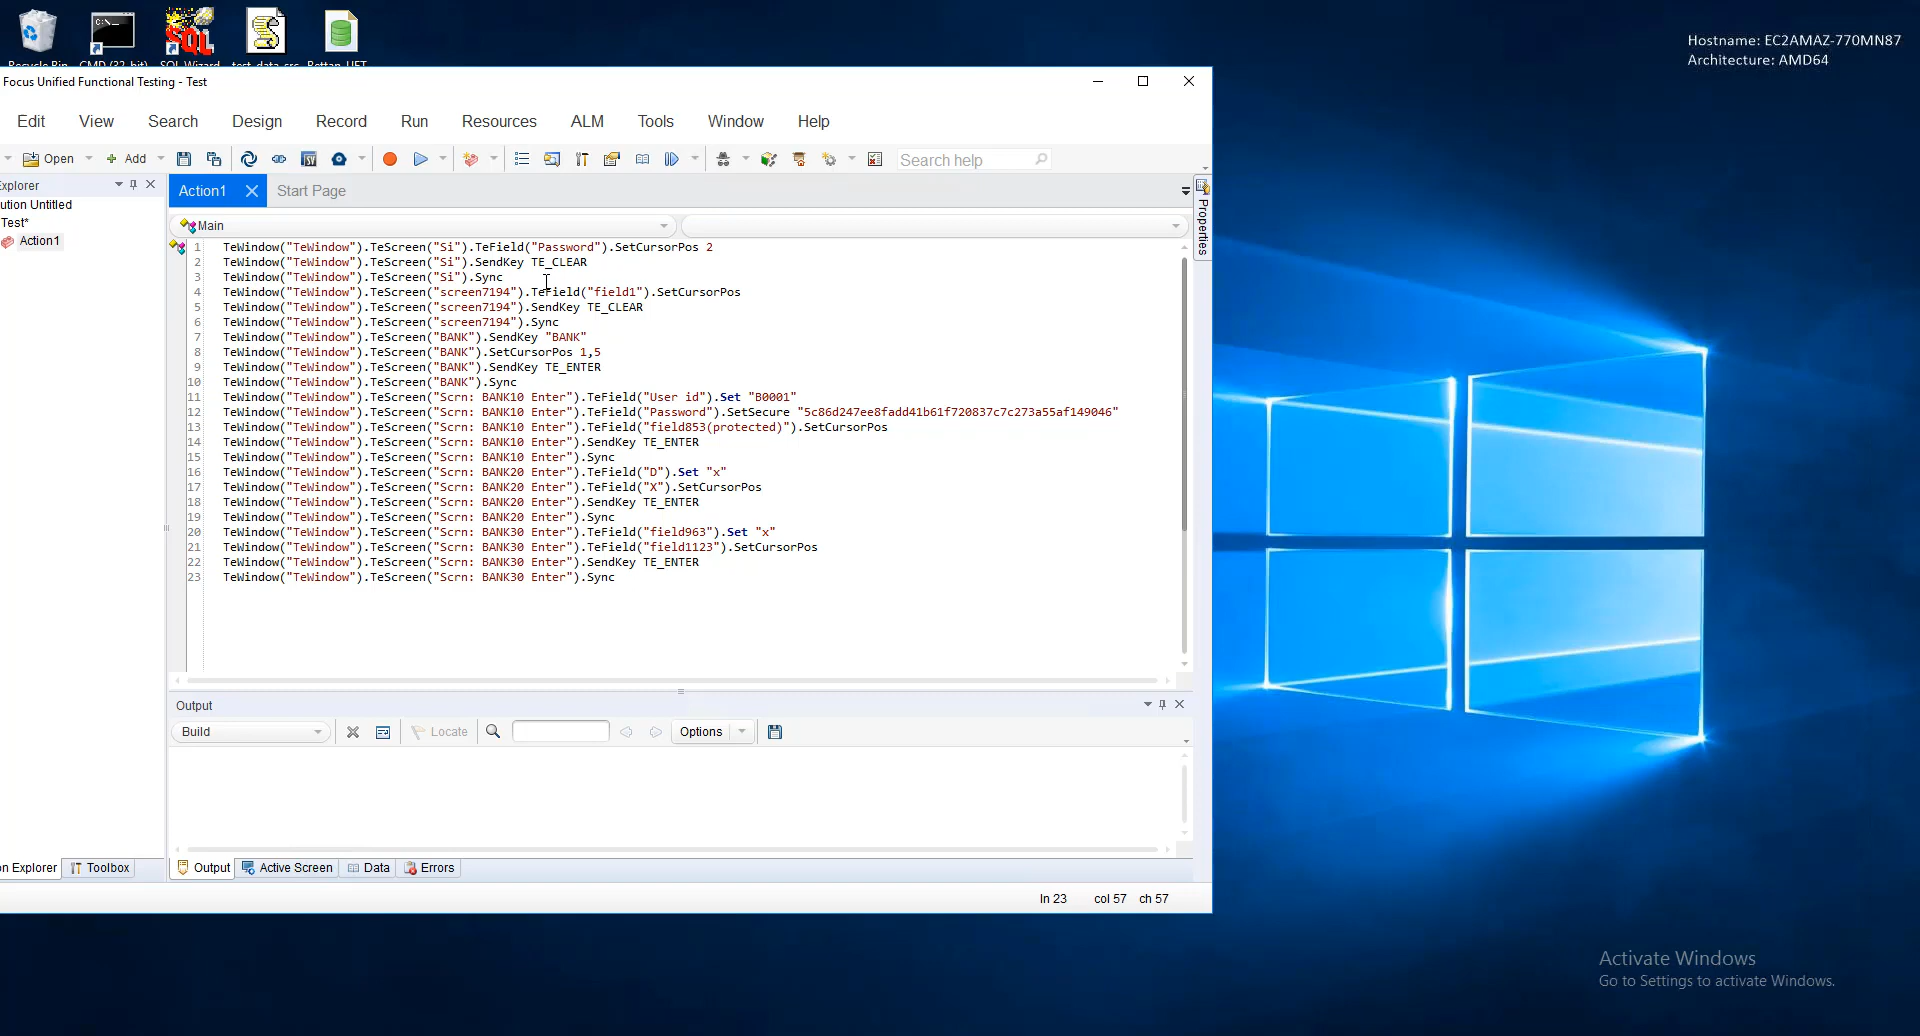 Hostname: EC2AMAZ-770MN87
Architecture: AMD64
C:\>_
SQL
Focus Unified Functional Testing - Test
Edit View Search Design Record Run Resources ALM Tools Window Help
Open Add Search help
xplorer
Action1 Start Page
Properties
ution Untitled
Test*
Action1
Main
1 TeWindow("TeWindow").TeScreen("Si").TeField("Password").SetCursorPos 2
2 TeWindow("TeWindow").TeScreen("Si").SendKey TE_CLEAR
3 TeWindow("TeWindow").TeScreen("Si").Sync
4 TeWindow("TeWindow").TeScreen("screen7194").TeField("field1").SetCursorPos
5 TeWindow("TeWindow").TeScreen("screen7194").SendKey TE_CLEAR
6 TeWindow("TeWindow").TeScreen("screen7194").Sync
7 TeWindow("TeWindow").TeScreen("BANK").SendKey "BANK"
8 TeWindow("TeWindow").TeScreen("BANK").SetCursorPos 1,5
9 TeWindow("TeWindow").TeScreen("BANK").SendKey TE_ENTER
10 TeWindow("TeWindow").TeScreen("BANK").Sync
11 TeWindow("TeWindow").TeScreen("Scrn: BANK10 Enter").TeField("User id").Set "B0001"
12 TeWindow("TeWindow").TeScreen("Scrn: BANK10 Enter").TeField("Password").SetSecure "5c86d247ee8fadd41b61f720837c7c273a55af149046"
13 TeWindow("TeWindow").TeScreen("Scrn: BANK10 Enter").TeField("field853(protected)").SetCursorPos
14 TeWindow("TeWindow").TeScreen("Scrn: BANK10 Enter").SendKey TE_ENTER
15 TeWindow("TeWindow").TeScreen("Scrn: BANK10 Enter").Sync
16 TeWindow("TeWindow").TeScreen("Scrn: BANK20 Enter").TeField("D").Set "x"
17 TeWindow("TeWindow").TeScreen("Scrn: BANK20 Enter").TeField("X").SetCursorPos
18 TeWindow("TeWindow").TeScreen("Scrn: BANK20 Enter").SendKey TE_ENTER
19 TeWindow("TeWindow").TeScreen("Scrn: BANK20 Enter").Sync
20 TeWindow("TeWindow").TeScreen("Scrn: BANK30 Enter").TeField("field963").Set "x"
21 TeWindow("TeWindow").TeScreen("Scrn: BANK30 Enter").TeField("field1123").SetCursorPos
22 TeWindow("TeWindow").TeScreen("Scrn: BANK30 Enter").SendKey TE_ENTER
23 TeWindow("TeWindow").TeScreen("Scrn: BANK30 Enter").Sync
Output
Build Locate Options
on Explorer Toolbox Output Active Screen Data Errors
ln 23 col 57 ch 57
Activate Windows
Go to Settings to activate Windows.